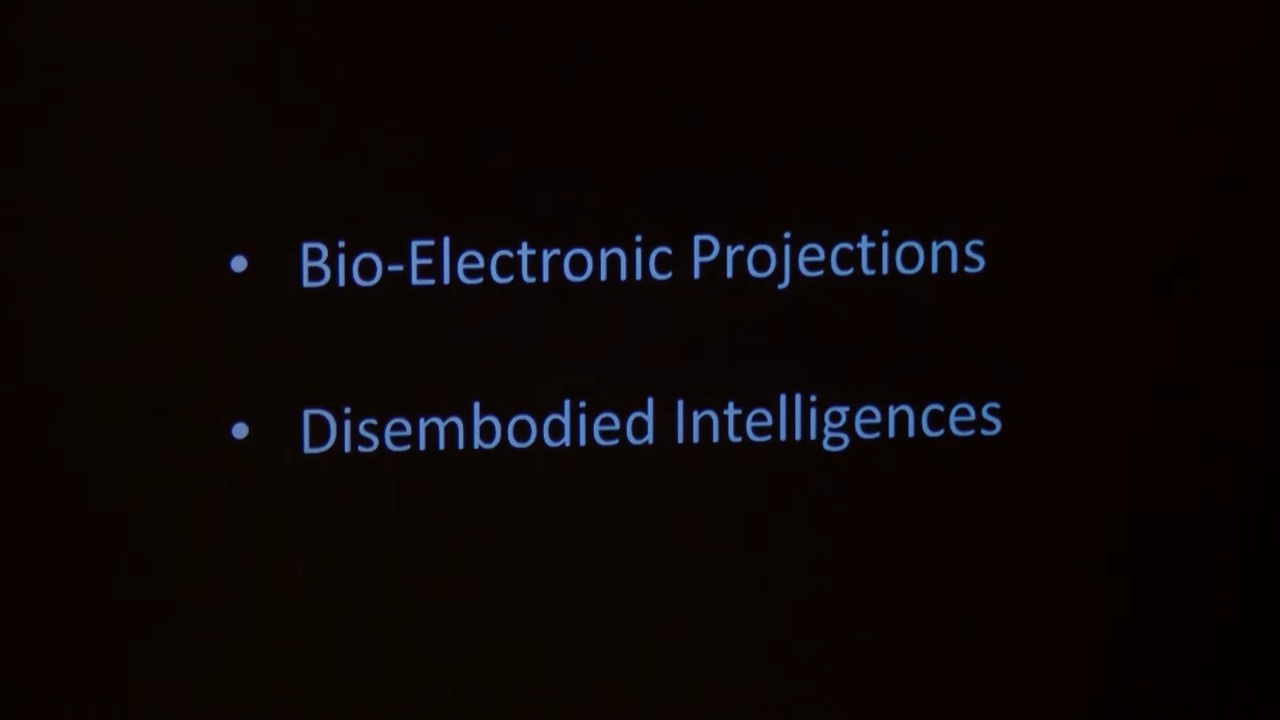 • Bio-Electronic Projections
• Disembodied Intelligences